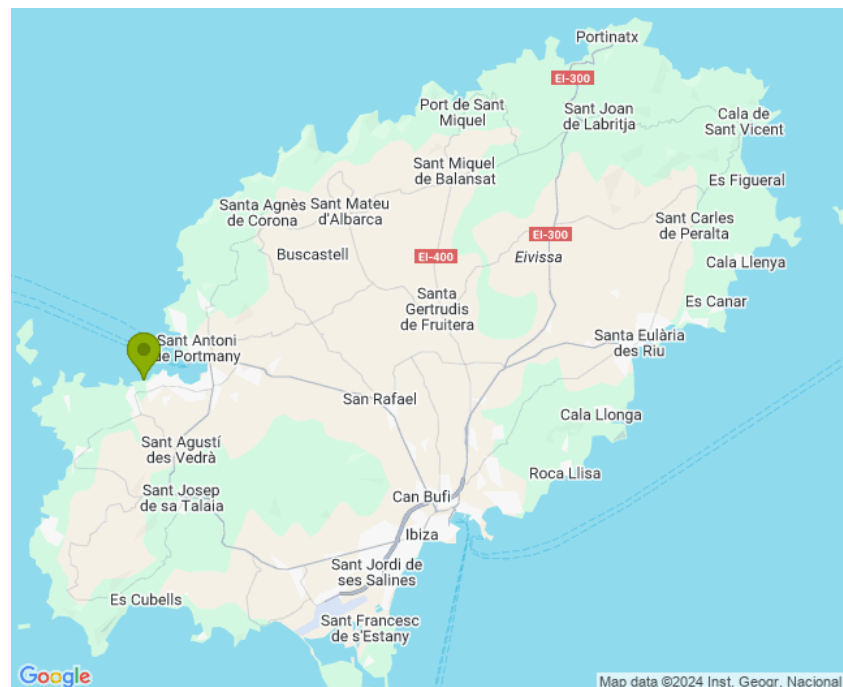 Portinatx
EI-300
Port de Sant
Miquel
Sant Joan
de Labritja
Cala de
Sant Vicent
Sant Miquel
de Balansat
Es Figueral
Santa Agnès
de Corona
Sant Mateu
d'Albarca
Sant Carles
de Peralta
EI-300
Buscastell
EI-400
Eivissa
Cala Llenya
Santa
Gertrudis
de Fruitera
Es Canar
Sant Antoni
de Portmany
Santa Eulària
des Riu
San Rafael
Cala Llonga
Sant Agustí
des Vedrà
Roca Llisa
Sant Josep
de sa Talaia
Can Bufi
Ibiza
Sant Jordi de
ses Salines
Es Cubells
Sant Francesc
de s'Estany
Google
Map data ©2024 Inst. Geogr. Nacional